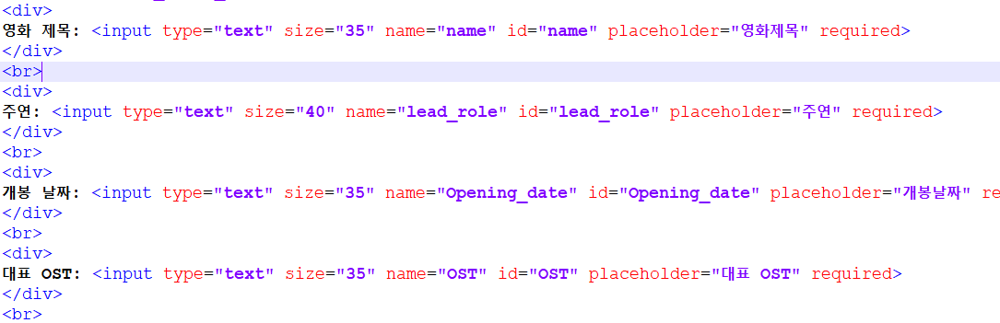 <div>
영화 제목: <input type="text" size="35" name="name" id="name" placeholder="영화제목" required>
</div>
<br>
<div>
주연: <input type="text" size="40" name="lead_role" id="lead_role" placeholder="주연" required>
</div>
<br>
<div>
개봉 날짜: <input type="text" size="35" name="Opening_date" id="Opening_date" placeholder="개봉날짜" re
</div>
<br>
<div>
대표 OST: <input type="text" size="35" name="OST" id="OST" placeholder="대표 OST" required>
</div>
<br>